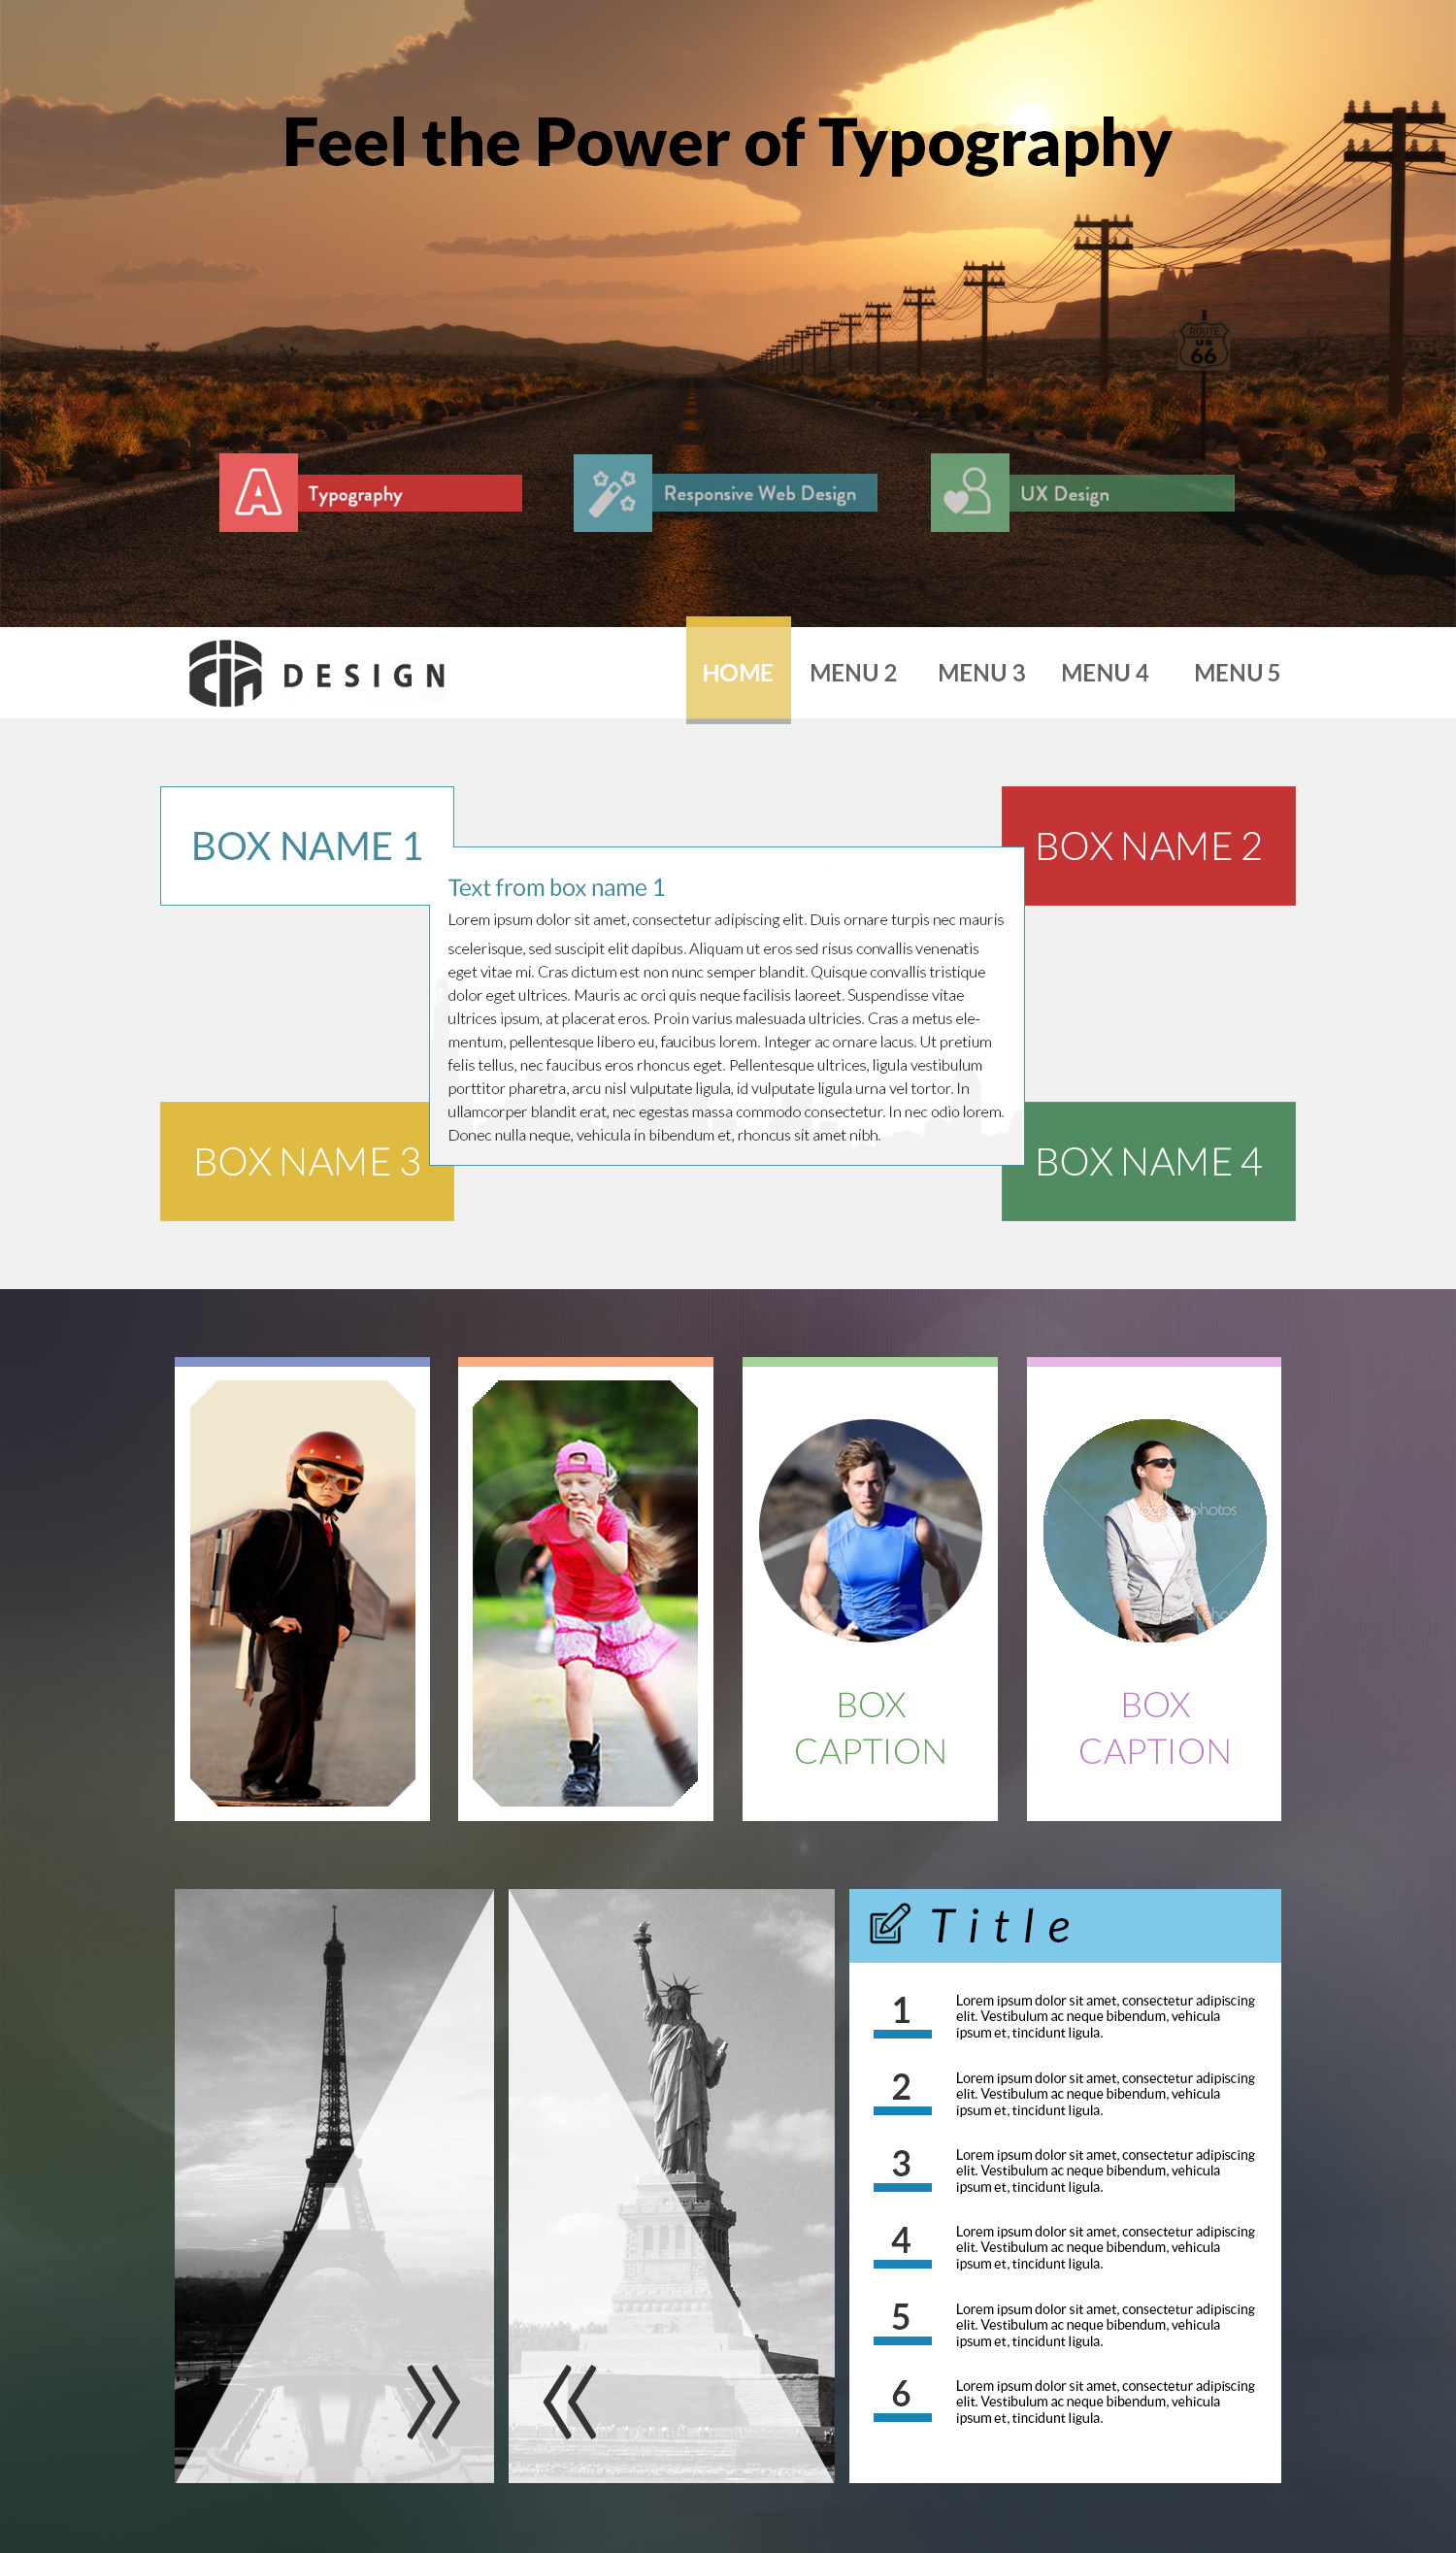 Feel the Power of Typography
ROUTE
US
66
Typography
Responsive Web Design
UX Design
DESIGN
HOME
MENU 2
MENU 3
MENU 4
MENU 5
BOX NAME 1
BOX NAME 2
Text from box name 1
Lorem ipsum dolor sit amet, consectetur adipiscing elit. Duis ornare turpis nec mauris
scelerisque, sed suscipit elit dapibus. Aliquam ut eros sed risus convallis venenatis
eget vitae mi. Cras dictum est non nunc semper blandit. Quisque convallis tristique
dolor eget ultrices. Mauris ac orci quis neque facilisis laoreet. Suspendisse vitae
ultrices ipsum, at placerat eros. Proin varius malesuada ultricies. Cras a metus ele-
mentum, pellentesque libero eu, faucibus lorem. Integer ac ornare lacus. Ut pretium
felis tellus, nec faucibus eros rhoncus eget. Pellentesque ultrices, ligula vestibulum
porttitor pharetra, arcu nisl vulputate ligula, id vulputate ligula urna vel tortor. In
ullamcorper blandit erat, nec egestas massa commodo consectetur. In nec odio lorem.
Donec nulla neque, vehicula in bibendum et, rhoncus sit amet nibh.
BOX NAME 3
BOX NAME 4
depositphotos
BOX
CAPTION
BOX
CAPTION
Title
1
Lorem ipsum dolor sit amet, consectetur adipiscing
elit. Vestibulum ac neque bibendum, vehicula
ipsum et, tincidunt ligula.
2
Lorem ipsum dolor sit amet, consectetur adipiscing
elit. Vestibulum ac neque bibendum, vehicula
ipsum et, tincidunt ligula.
3
Lorem ipsum dolor sit amet, consectetur adipiscing
elit. Vestibulum ac neque bibendum, vehicula
ipsum et, tincidunt ligula.
4
Lorem ipsum dolor sit amet, consectetur adipiscing
elit. Vestibulum ac neque bibendum, vehicula
ipsum et, tincidunt ligula.
5
Lorem ipsum dolor sit amet, consectetur adipiscing
elit. Vestibulum ac neque bibendum, vehicula
ipsum et, tincidunt ligula.
6
Lorem ipsum dolor sit amet, consectetur adipiscing
elit. Vestibulum ac neque bibendum, vehicula
ipsum et, tincidunt ligula.